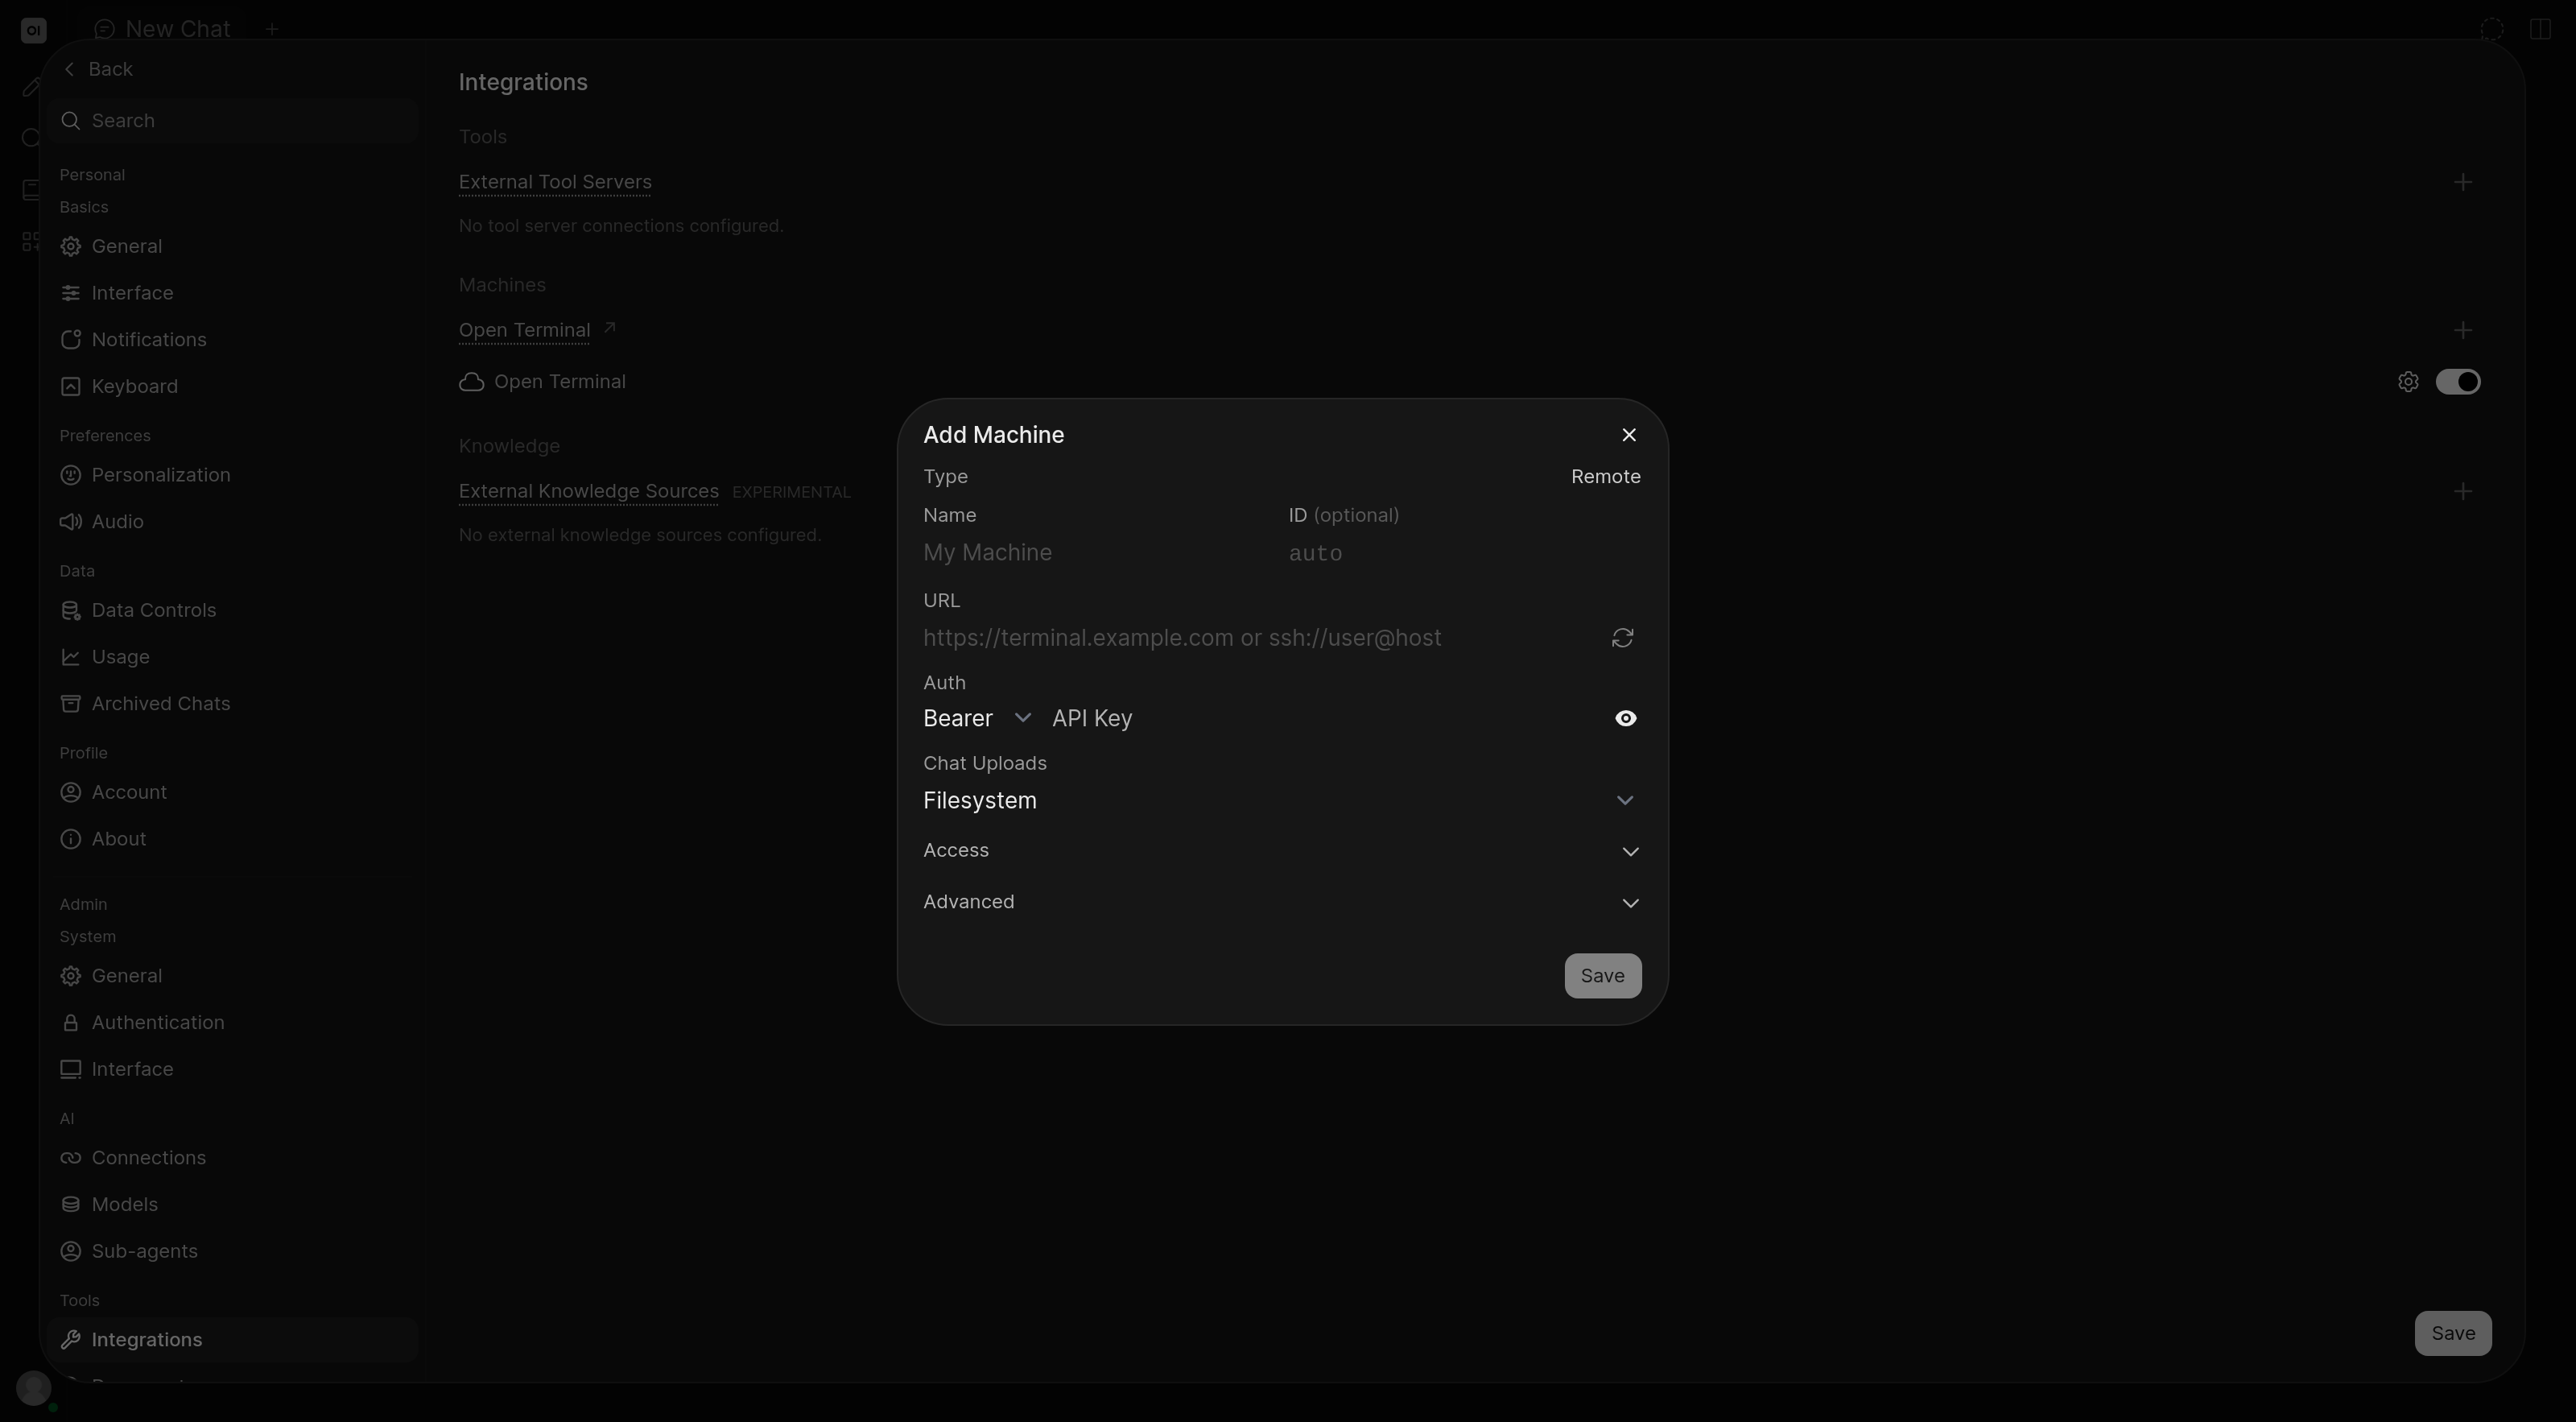 OI
New Chat
Back
Search
Personal
Basics
General
Interface
Notifications
Keyboard
Preferences
Personalization
Audio
Data
Data Controls
Usage
Archived Chats
Profile
Account
About
Admin
System
General
Authentication
Interface
AI
Connections
Models
Sub-agents
Tools
Integrations
Integrations
Tools
External Tool Servers
No tool server connections configured.
Machines
Open Terminal
Open Terminal
Knowledge
External Knowledge Sources EXPERIMENTAL
No external knowledge sources configured.
Save
Add Machine
Type Remote
Name ID (optional)
My Machine auto
URL
https://terminal.example.com or ssh://user@host
Auth
Bearer API Key
Chat Uploads
Filesystem
Access
Advanced
Save